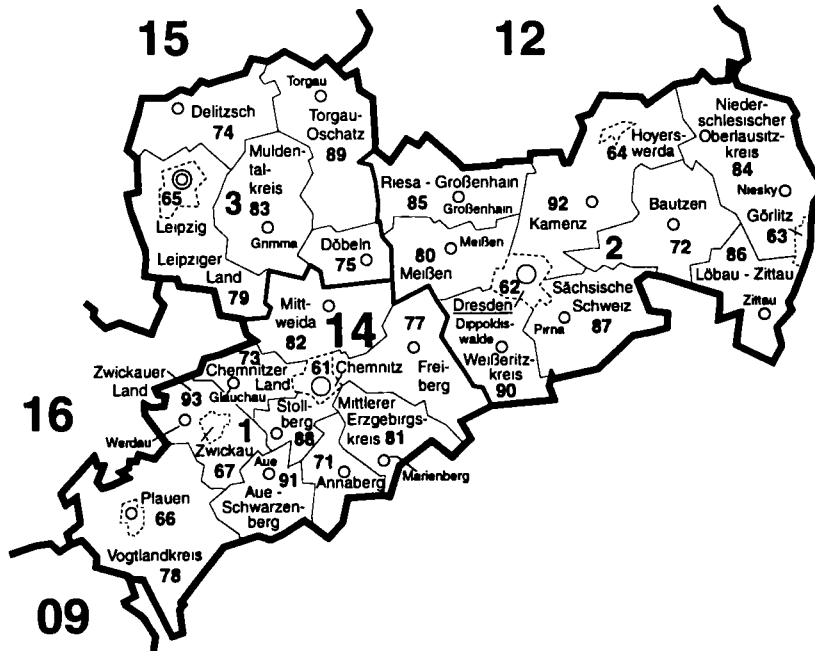 15
12
16
09
14
Torgau
Delitzsch
74
Torgau-
Oschatz
89
Mulden-
tal-
kreis
83
3
Grimma
65
Leipzig
Leipziger
Land
79
Döbeln
75
Riesa - Großenhain
85
Großenhain
80
Meißen
Meißen
Hoyers-
werda
64
Nieder-
schlesischer
Oberlausitz-
kreis
84
Niesky
Görlitz
63
92
Kamenz
Bautzen
72
2
86
Löbau - Zittau
Zittau
62
Dresden
Sächsische
Schweiz
87
Pirna
Dippoldis-
walde
Weißeritz-
kreis
90
Mitt-
weida
82
77
Frei-
berg
73
Chemnitzer
Land
Glauchau
61
Chemnitz
Zwickauer
Land
93
Werdau
1
Zwickau
67
Stoll-
berg
88
Mittlerer
Erzgebirgs-
kreis 81
Marienberg
71
Annaberg
Aue
91
Aue -
Schwarzen-
berg
Plauen
66
Vogtlandkreis
78